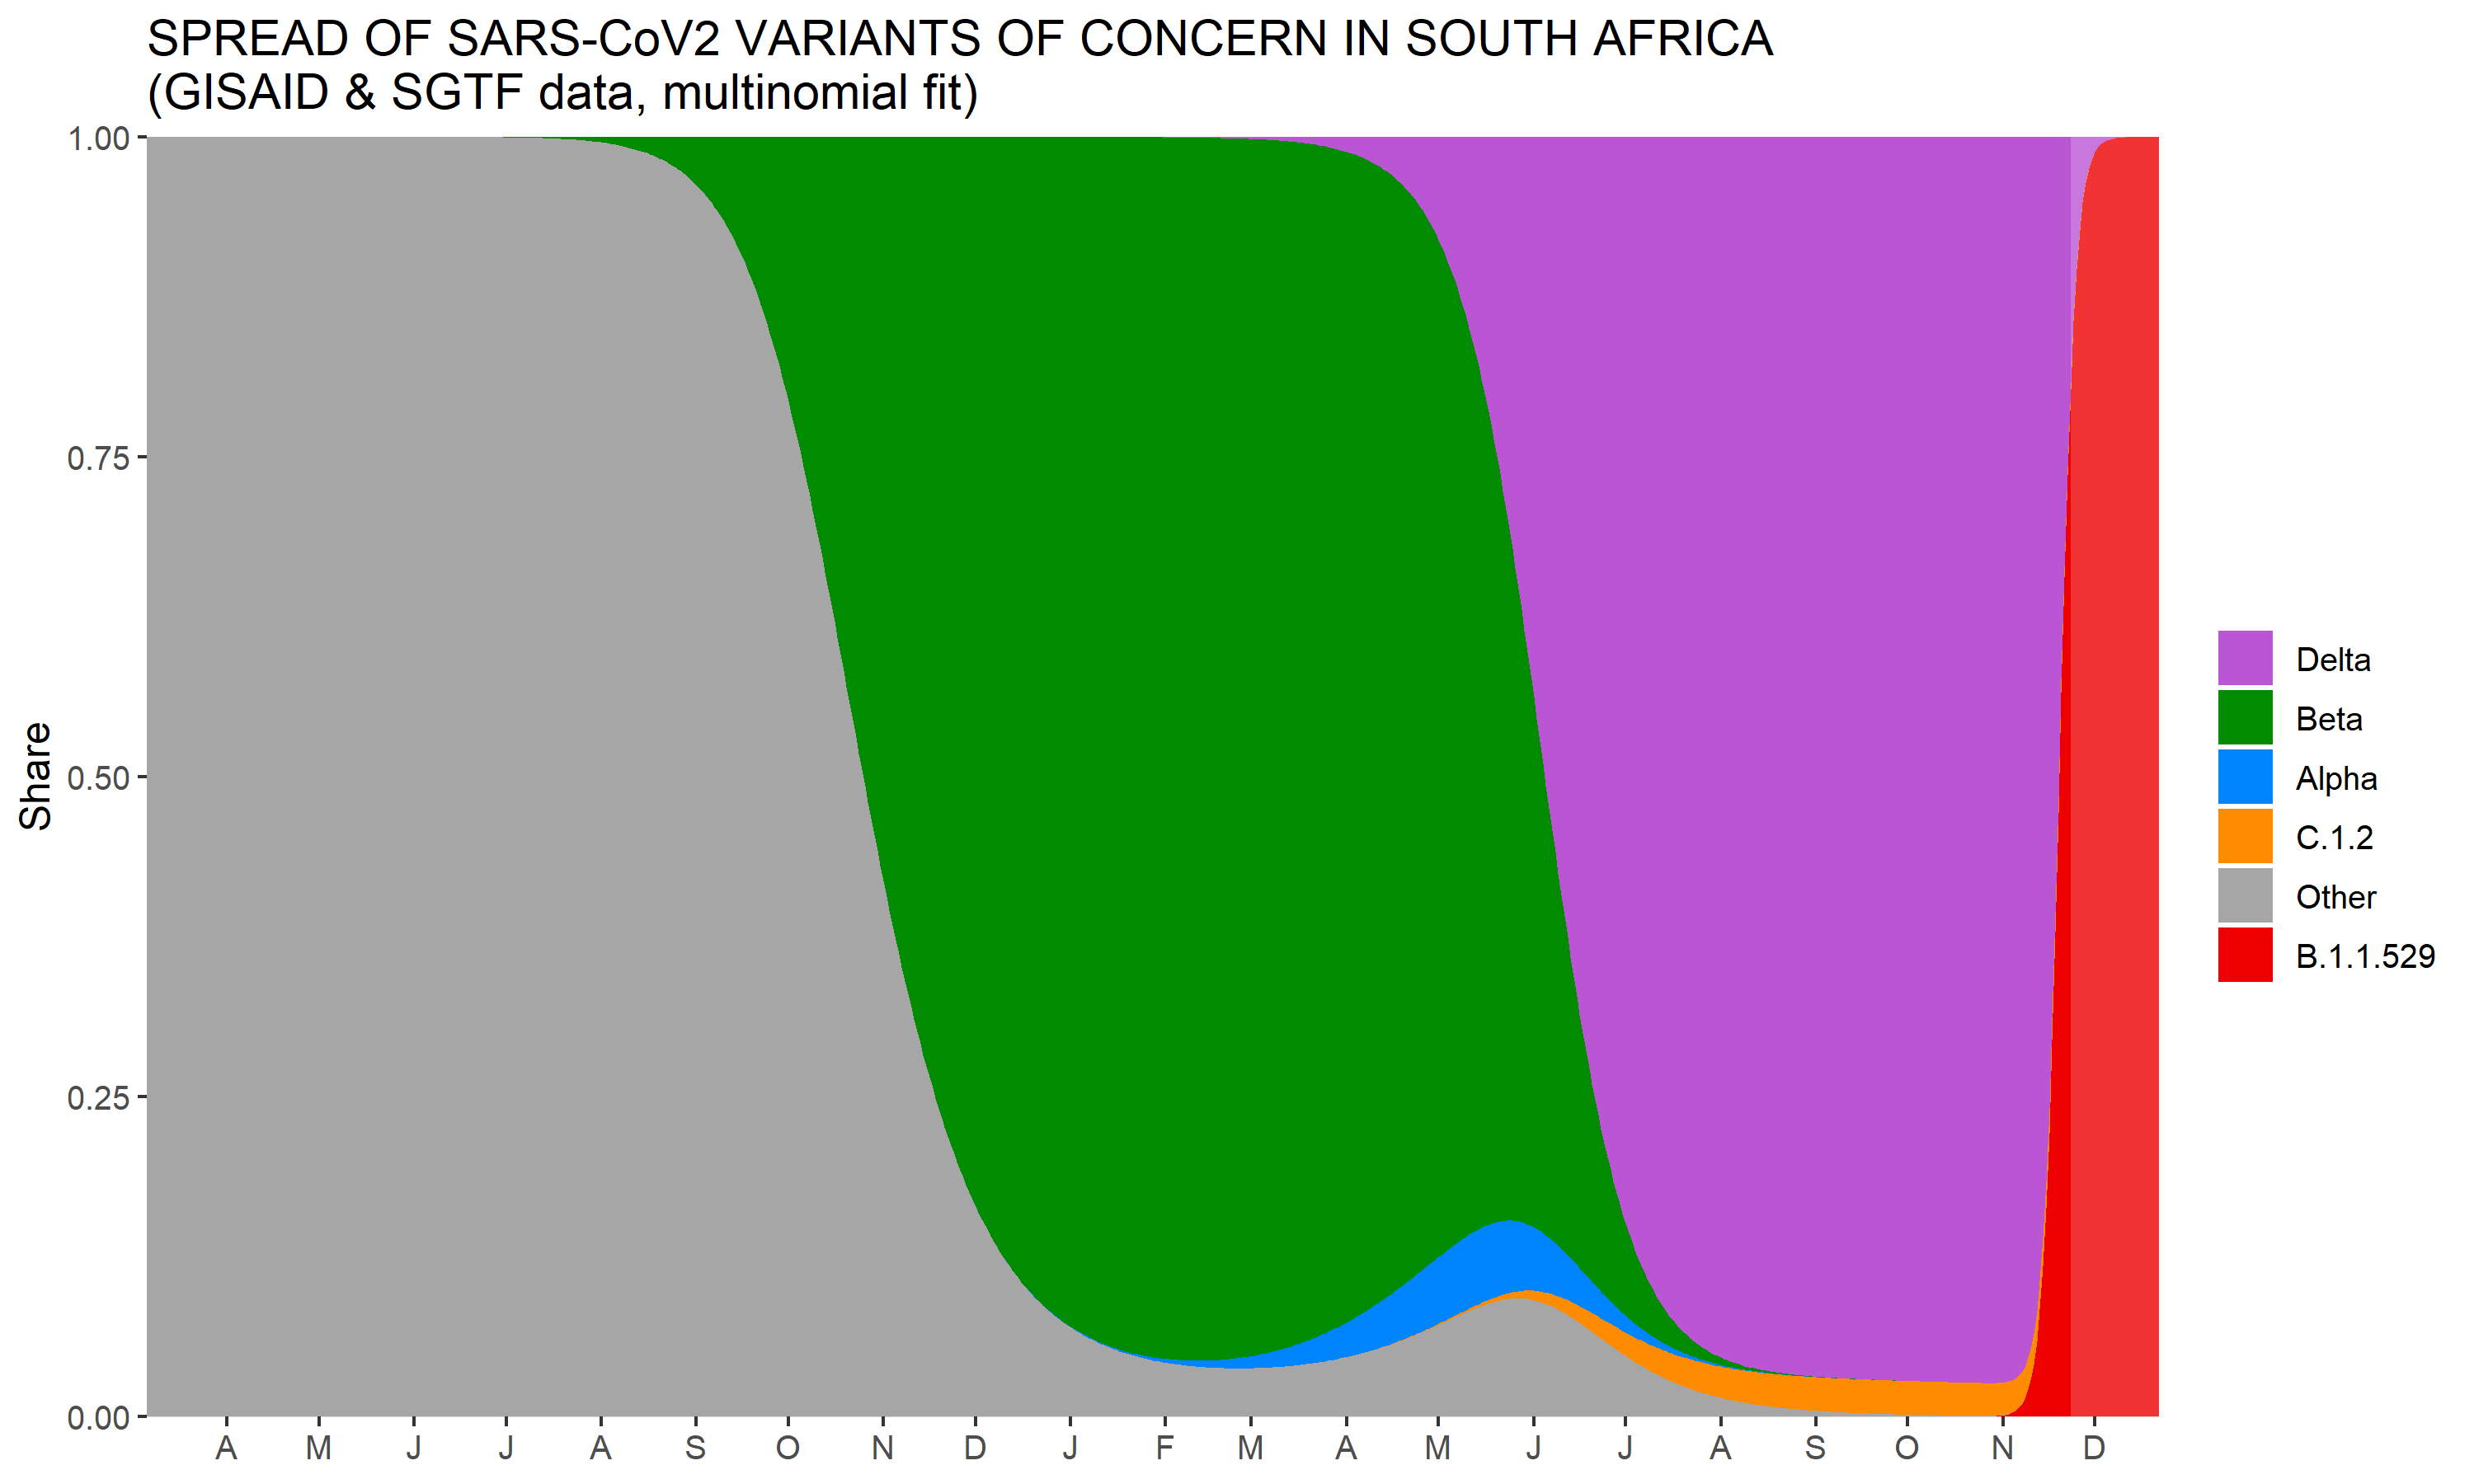 SPREAD OF SARS-CoV2 VARIANTS OF CONCERN IN SOUTH AFRICA
(GISAID & SGTF data, multinomial fit)
1.00
0.75
0.50
0.25
0.00
Share
A M J J A S O N D J F M A M J J A S O N D
Delta
Beta
Alpha
C.1.2
Other
B.1.1.529